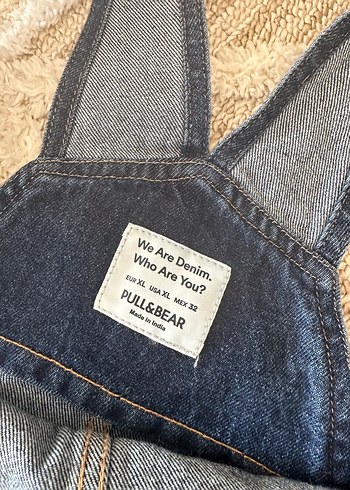 We Are Denim.
Who Are You?
EUR XL USA XL MEX 32
PULL&BEAR
Made in India